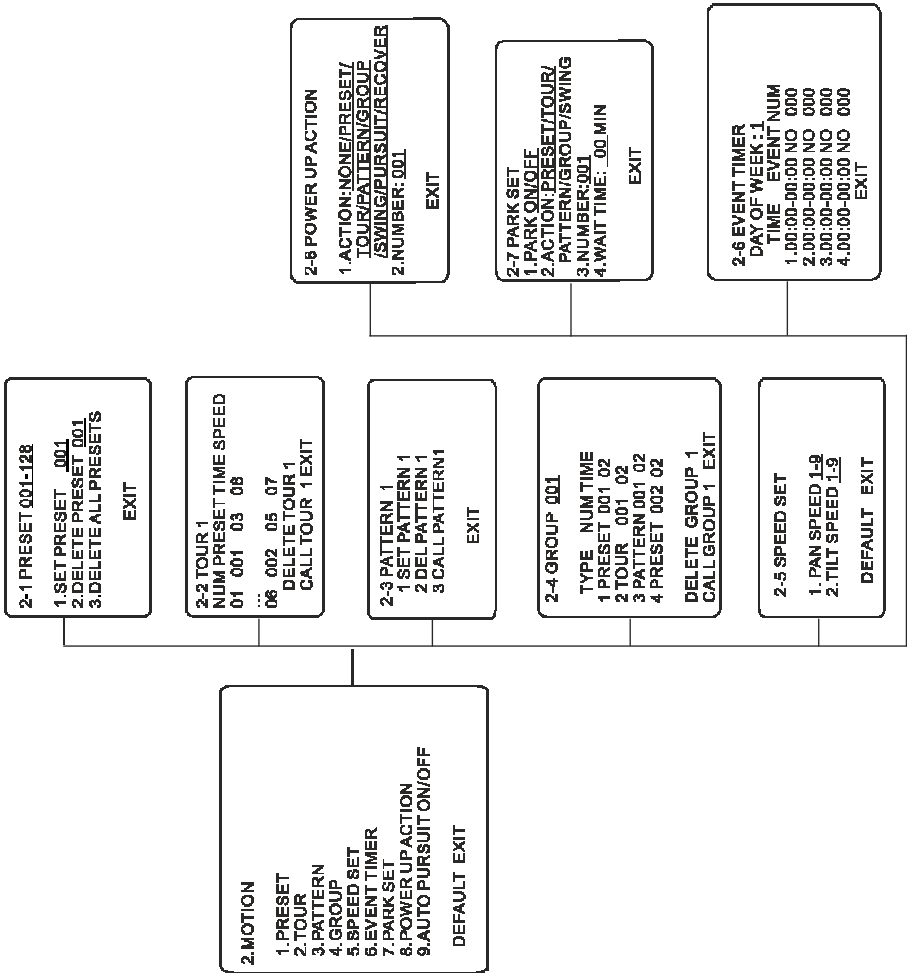 2.MOTION
1.PRESET
2.TOUR
3.PATTERN
4.GROUP
5.SPEED SET
6.EVENT TIMER
7.PARK SET
8.POWER UP ACTION
9.AUTO PURSUIT ON/OFF
DEFAULT EXIT
2-1 PRESET 001-128
1.SET PRESET 001
2.DELETE PRESET 001
3.DELETE ALL PRESETS
EXIT
2-2 TOUR 1
NUM PRESET TIME SPEED
01 001 03 08
...
06 002 05 07
DELETE TOUR 1
CALL TOUR 1 EXIT
2-3 PATTERN 1
1 SET PATTERN 1
2 DEL PATTERN 1
3 CALL PATTERN1
EXIT
2-4 GROUP 001
TYPE NUM TIME
1 PRESET 001 02
2 TOUR 001 02
3 PATTERN 001 02
4 PRESET 002 02
DELETE GROUP 1
CALL GROUP 1 EXIT
2-5 SPEED SET
1. PAN SPEED 1-9
2. TILT SPEED 1-9
DEFAULT EXIT
2-8 POWER UP ACTION
1.ACTION:NONE/PRESET/
TOUR/PATTERN/GROUP
/SWING/PURSUIT/RECOVER
2.NUMBER: 001
EXIT
2-7 PARK SET
1.PARK ON/OFF
2.ACTION:PRESET/TOUR/
PATTERN/GROUP/SWING
3.NUMBER:001
4.WAIT TIME: 00 MIN
EXIT
2-6 EVENT TIMER
DAY OF WEEK : 1
TIME EVENT NUM
1.00:00-00:00 NO 000
2.00:00-00:00 NO 000
3.00:00-00:00 NO 000
4.00:00-00:00 NO 000
EXIT